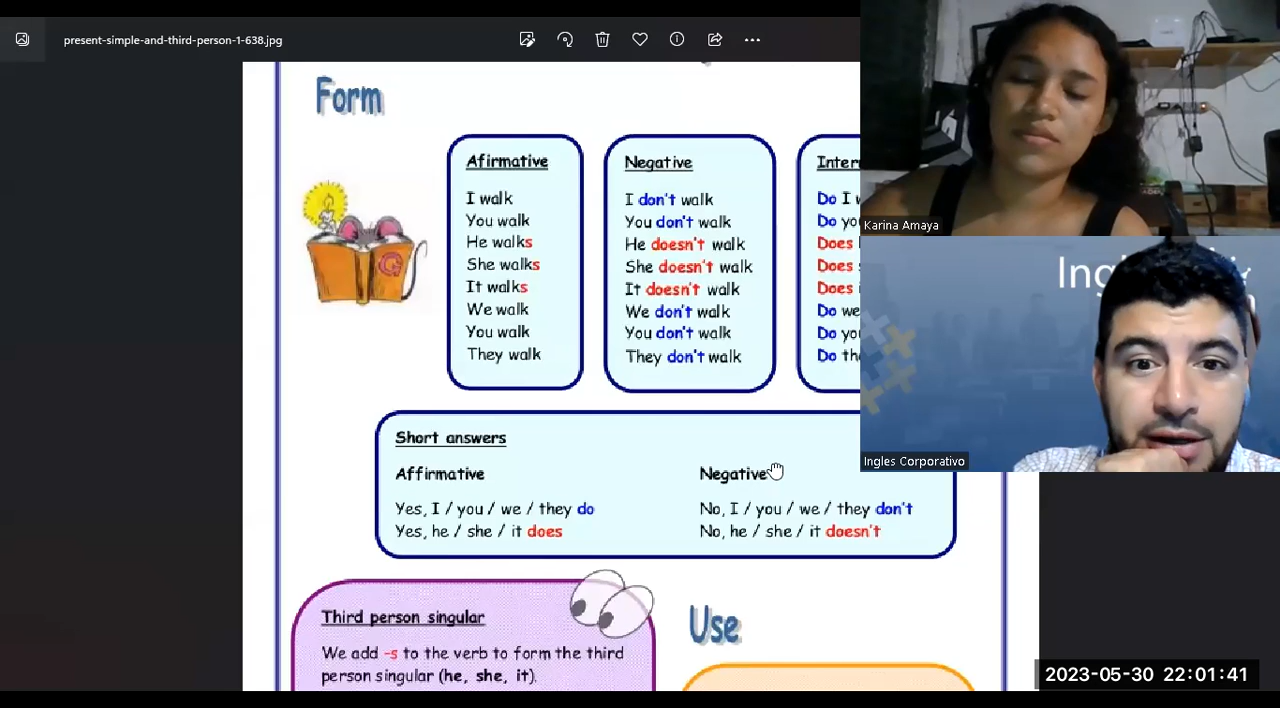 present-simple-and-third-person-1-638.jpg
Form
Afirmative
I walk
You walk
He walks
She walks
It walks
We walk
You walk
They walk
Negative
I don't walk
You don't walk
He doesn't walk
She doesn't walk
It doesn't walk
We don't walk
You don't walk
They don't walk
Do I
Do
Does
Does
Does
Do we
Do
Do
Short answers
Affirmative
Yes, I / you / we / they do
Yes, he / she / it does
Negative
No, I / you / we / they don't
No, he / she / it doesn't
Third person singular
We add -s to the verb to form the third
person singular (he, she, it).
Use
Karina Amaya
Ingles Corporativo
2023-05-30 22:01:41